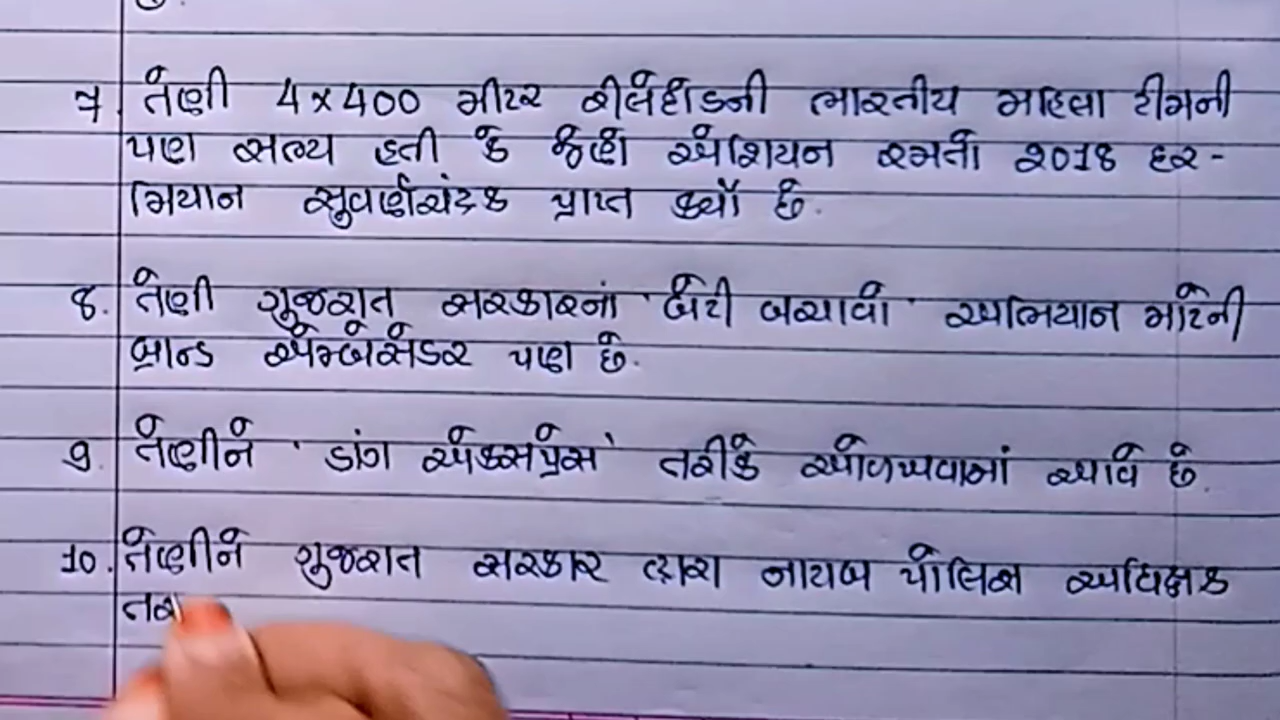 ૭. તેણી 4×400 મીટર રીલેદોડની ભારતીય મહિલા ટીમની
પણ સભ્ય હતી કે જેણે એશિયન રમતો 2018 દર-
મિયાન સુવર્ણચંદ્રક પ્રાપ્ત કર્યો છે.
8. તેણી ગુજરાત સરકારનાં 'બેટી બચાવો' અભિયાન માટેની
બ્રાન્ડ એમ્બેસેડર પણ છે.
9. તેણીને 'ડાંગ એક્સપ્રેસ' તરીકે ઓળખવામાં આવે છે.
10. તેણીને ગુજરાત સરકાર દ્વારા નાયબ પોલિસ અધિક્ષક